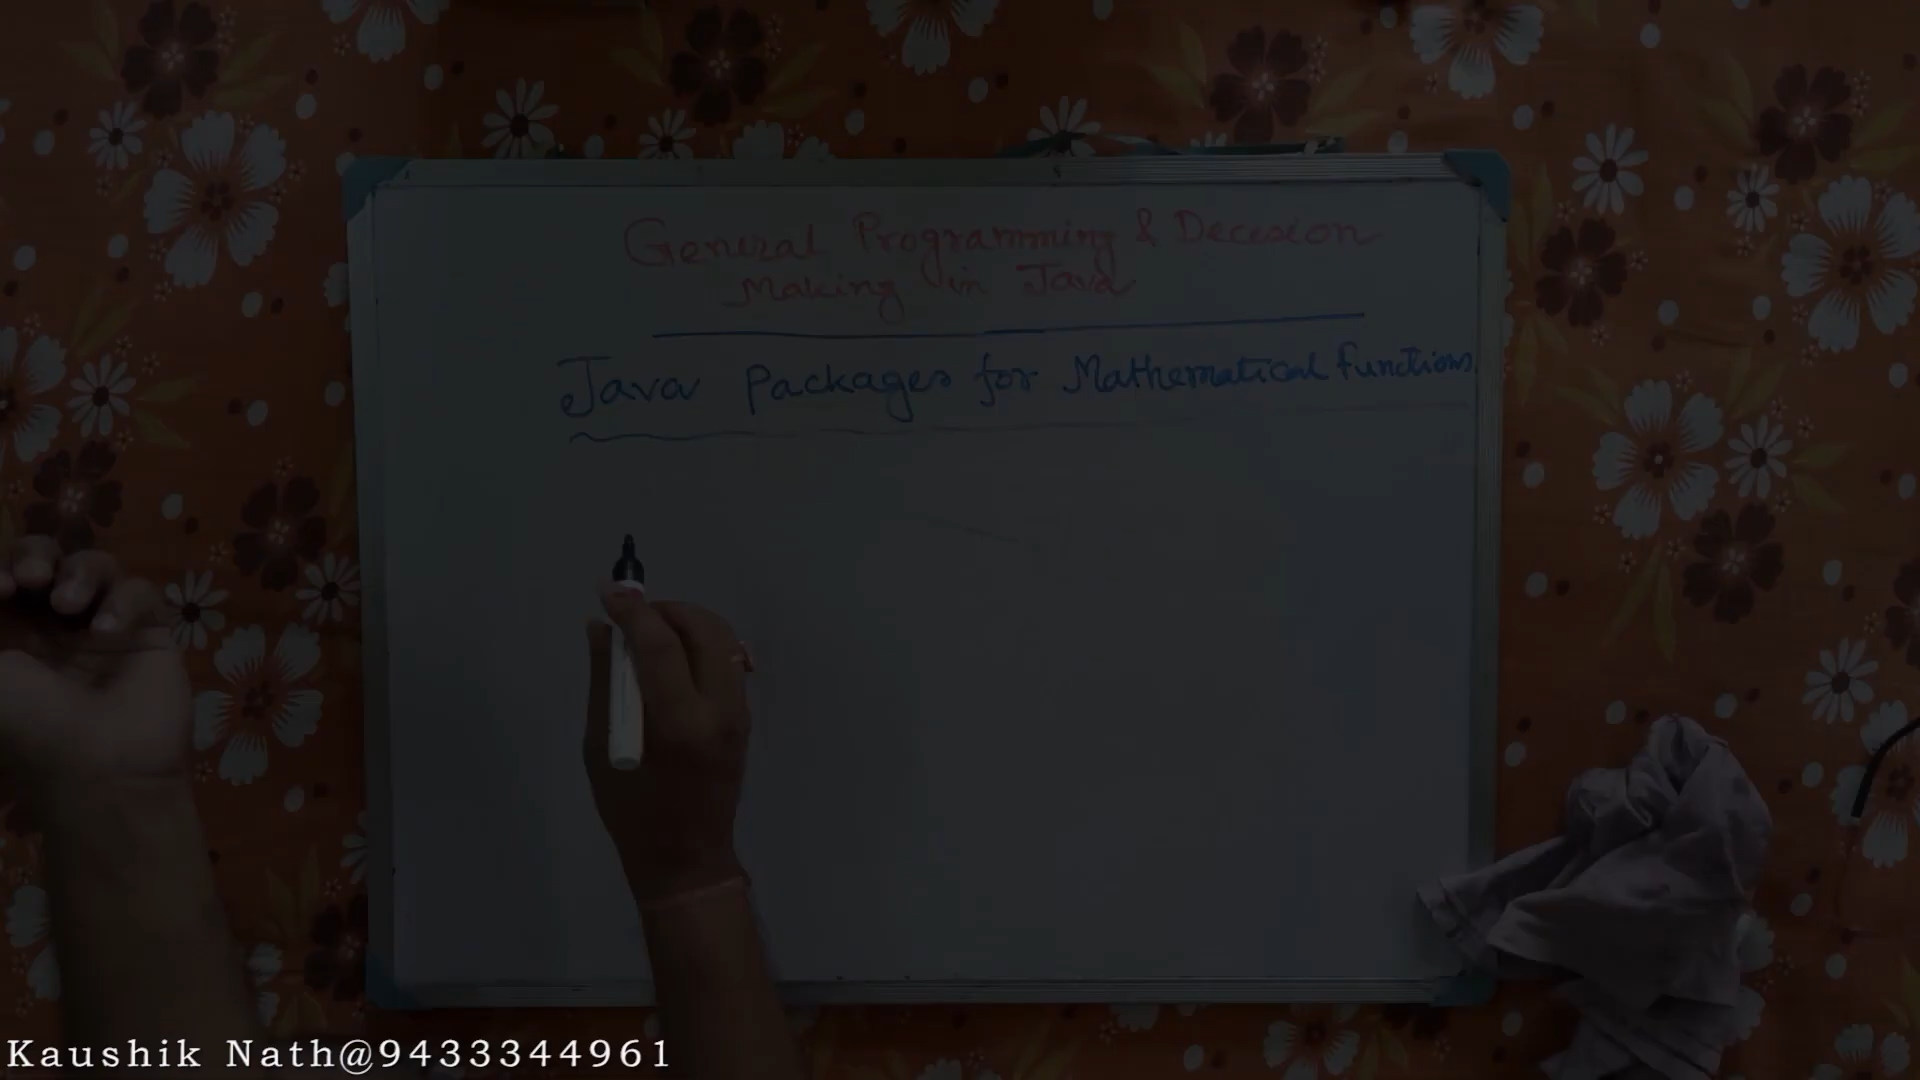 General Programming & Decesion
Making in Java
Java Packages for Mathematical functions.
Kaushik Nath@9433344961